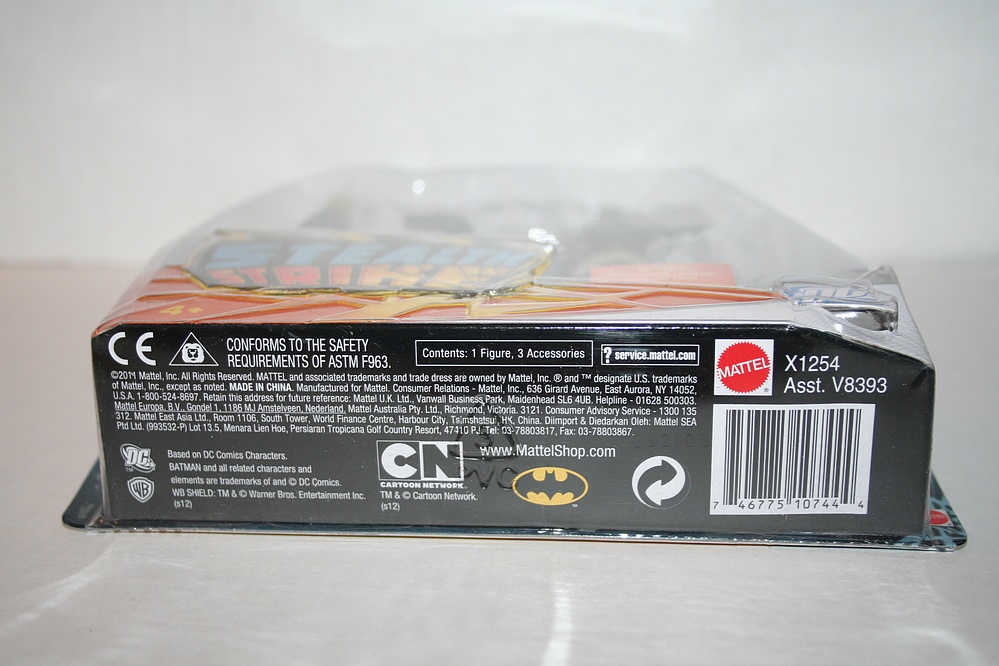 STEALTH
STRIKE
4+
CE
CONFORMS TO THE SAFETY
REQUIREMENTS OF ASTM F963.
Contents: 1 Figure, 3 Accessories
? service.mattel.com
MATTEL
X1254
Asst. V8393
©2011 Mattel, Inc. All Rights Reserved. MATTEL and associated trademarks and trade dress are owned by Mattel, Inc. ® and ™ designate U.S. trademarks
of Mattel, Inc., except as noted. MADE IN CHINA. Manufactured for Mattel. Consumer Relations - Mattel, Inc., 636 Girard Avenue, East Aurora, NY 14052,
U.S.A. 1-800-524-8697. Retain this address for future reference: Mattel U.K. Ltd., Vanwall Business Park, Maidenhead SL6 4UB. Helpline - 01628 500303.
Mattel Europa, B.V., Gondel 1, 1186 MJ Amstelveen, Nederland. Mattel Australia Pty. Ltd., Richmond, Victoria. 3121. Consumer Advisory Service - 1300 135
312. Mattel East Asia Ltd., Room 1106, South Tower, World Finance Centre, Harbour City, Tsimshatsui, HK, China. Diimport & Diedarkan Oleh: Mattel SEA
Ptd Ltd. (993532-P) Lot 13.5, Menara Lien Hoe, Persiaran Tropicana Golf Country Resort, 47410 PJ. Tel: 03-78803817, Fax: 03-78803867.
DC
Based on DC Comics Characters.
BATMAN and all related characters and
elements are trademarks of and © DC Comics.
WB SHIELD: TM & © Warner Bros. Entertainment Inc.
(s12)
WB
CN
CARTOON NETWORK
TM & © Cartoon Network.
(s12)
www.MattelShop.com
3
PVC
7 46775 10744 4